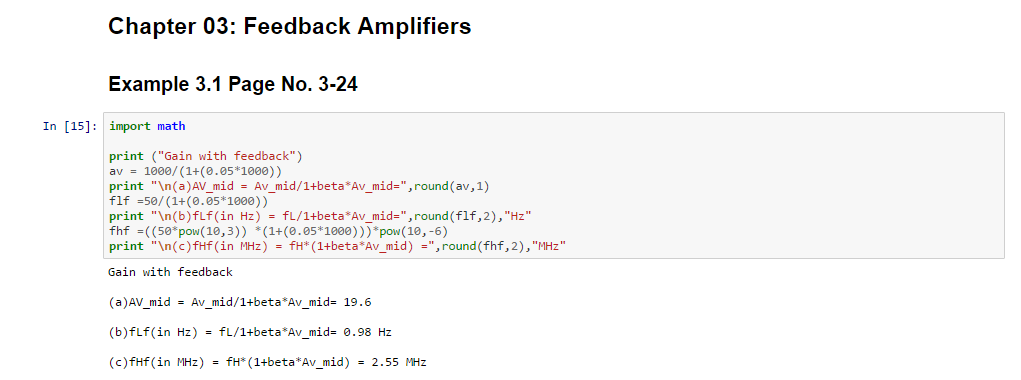 Chapter 03: Feedback Amplifiers
Example 3.1 Page No. 3-24
In [15]: import math
print ("Gain with feedback")
av = 1000/(1+(0.05*1000))
print "\n(a)AV_mid = Av_mid/1+beta*Av_mid=",round(av,1)
flf =50/(1+(0.05*1000))
print "\n(b)fLf(in Hz) = fL/1+beta*Av_mid=",round(flf,2),"Hz"
fhf =((50*pow(10,3)) *(1+(0.05*1000)))*pow(10,-6)
print "\n(c)fHf(in MHz) = fH*(1+beta*Av_mid) =",round(fhf,2),"MHz"
Gain with feedback
(a)AV_mid = Av_mid/1+beta*Av_mid= 19.6
(b)fLf(in Hz) = fL/1+beta*Av_mid= 0.98 Hz
(c)fHf(in MHz) = fH*(1+beta*Av_mid) = 2.55 MHz